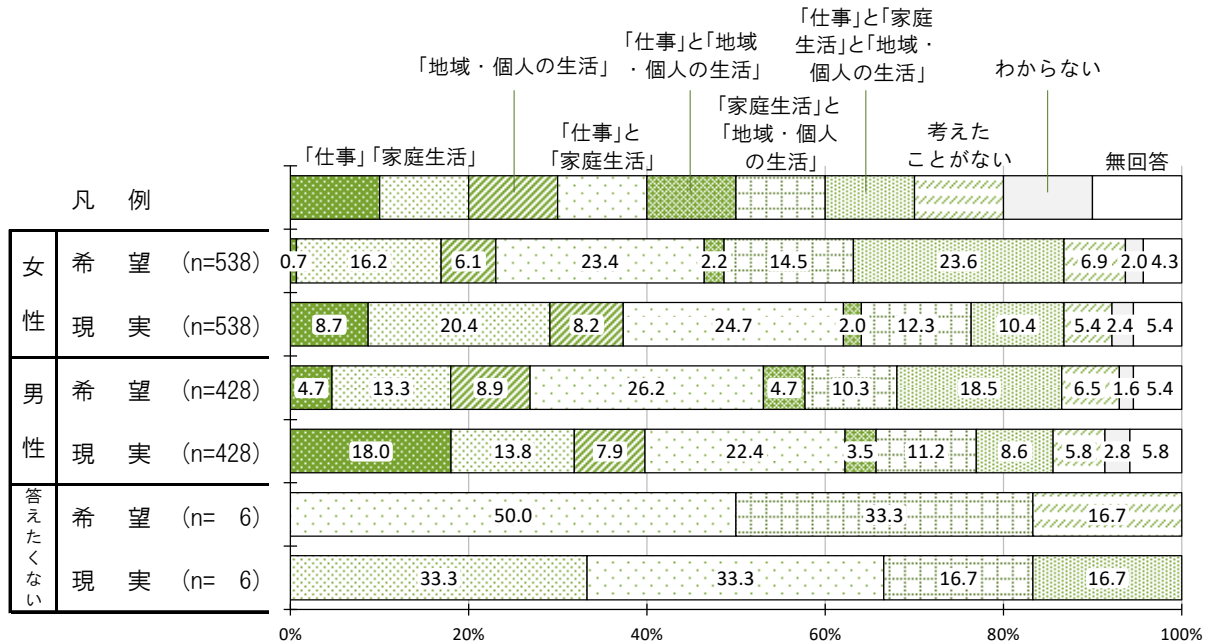 「仕事」と「家庭
生活」と「地域・
個人の生活」
「仕事」と「地域
・個人の生活」
「地域・個人の生活」
わからない
「家庭生活」と
「地域・個人
の生活」
「仕事」と
「家庭生活」
考えた
ことがない
「仕事」「家庭生活」
無回答
凡 例
女性
希 望 (n=538)
0.7 16.2 6.1 23.4 2.2 14.5 23.6 6.9 2.0 4.3
現 実 (n=538)
8.7 20.4 8.2 24.7 2.0 12.3 10.4 5.4 2.4 5.4
男性
希 望 (n=428)
4.7 13.3 8.9 26.2 4.7 10.3 18.5 6.5 1.6 5.4
現 実 (n=428)
18.0 13.8 7.9 22.4 3.5 11.2 8.6 5.8 2.8 5.8
答えたくない
希 望 (n= 6)
50.0 33.3 16.7
現 実 (n= 6)
33.3 33.3 16.7 16.7
0% 20% 40% 60% 80% 100%